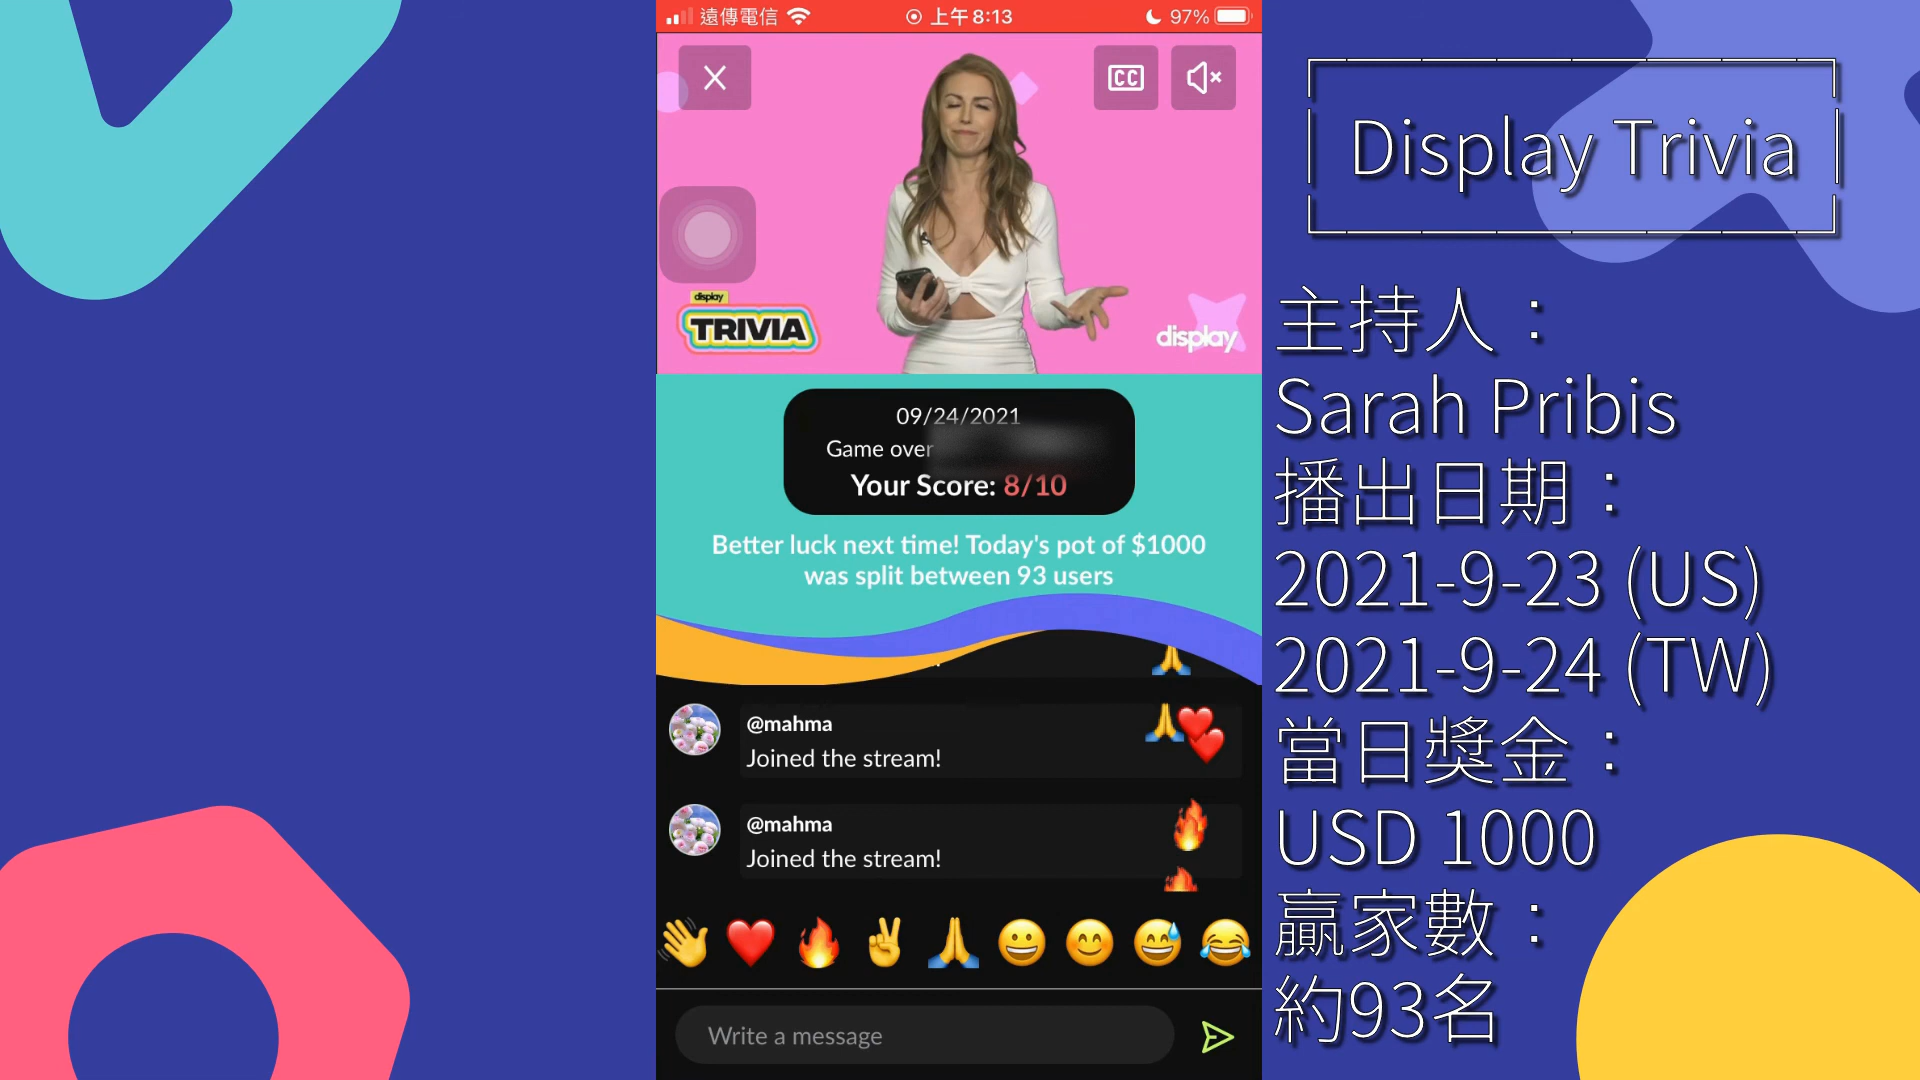 遠傳電信
上午8:13
97%
CC
display
TRIVIA
display
09/24/2021
Game over
Your Score: 8/10
Better luck next time! Today's pot of $1000
was split between 93 users
@mahma
Joined the stream!
@mahma
Joined the stream!
Write a message
Display Trivia
主持人：
Sarah Pribis
播出日期：
2021-9-23 (US)
2021-9-24 (TW)
當日獎金：
USD 1000
贏家數：
約93名